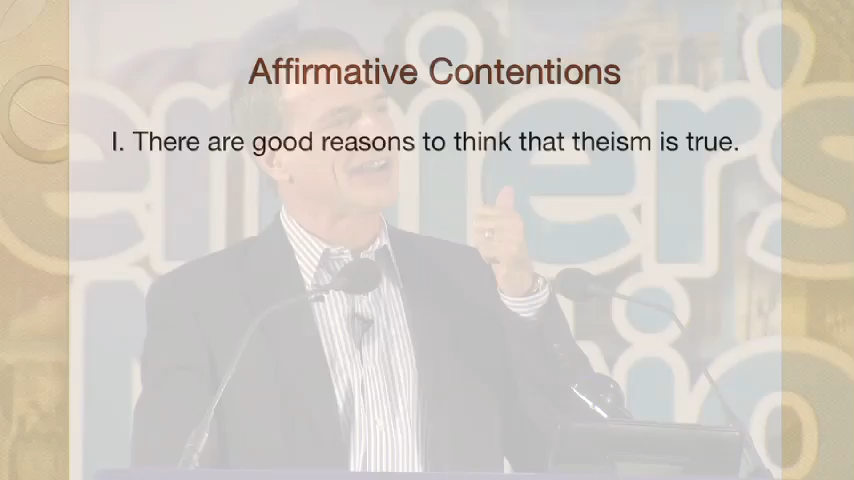 Affirmative Contentions
I. There are good reasons to think that theism is true.